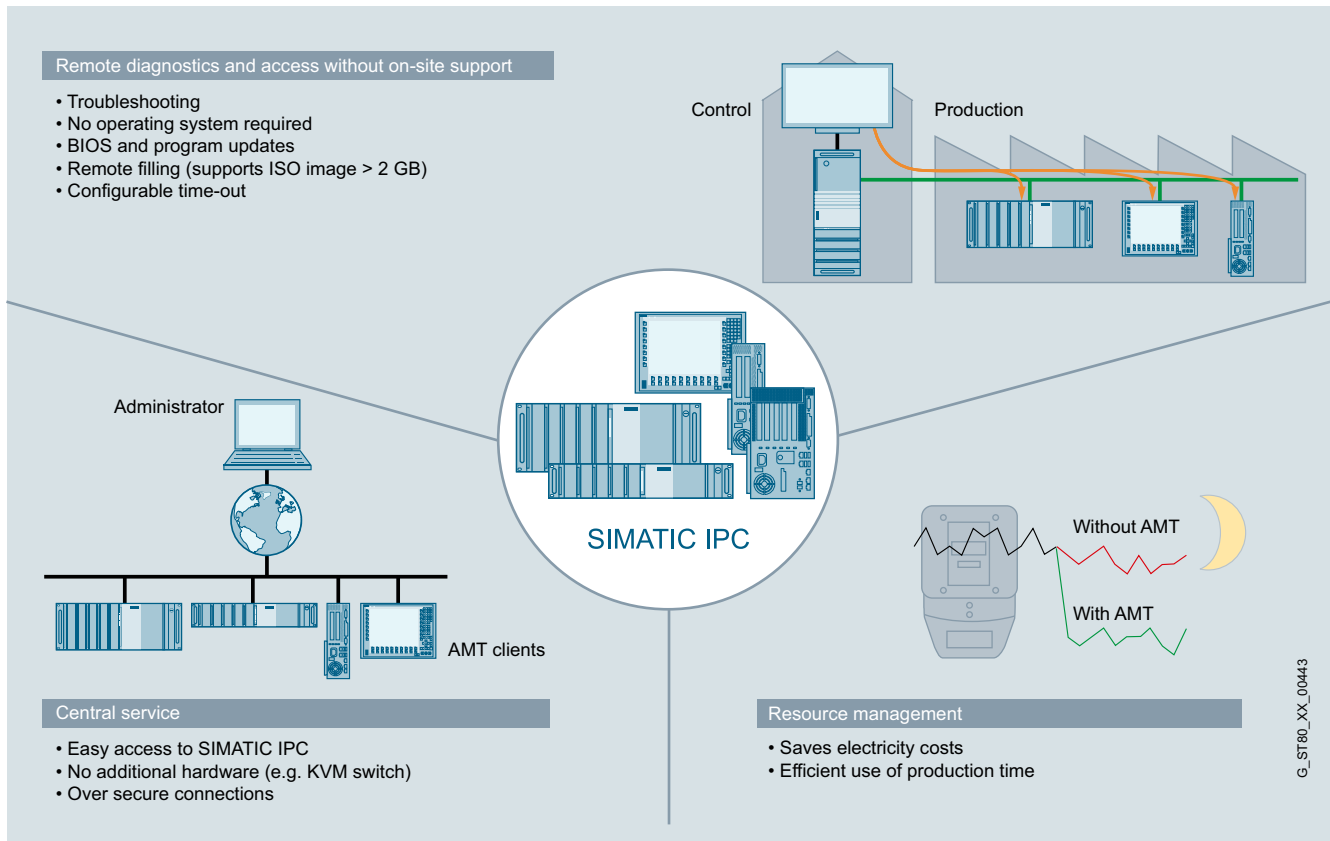 Remote diagnostics and access without on-site support
• Troubleshooting
• No operating system required
• BIOS and program updates
• Remote filling (supports ISO image > 2 GB)
• Configurable time-out
Control
Production
SIMATIC IPC
Administrator
AMT clients
Central service
• Easy access to SIMATIC IPC
• No additional hardware (e.g. KVM switch)
• Over secure connections
Without AMT
With AMT
Resource management
• Saves electricity costs
• Efficient use of production time
G_ST80_XX_00443